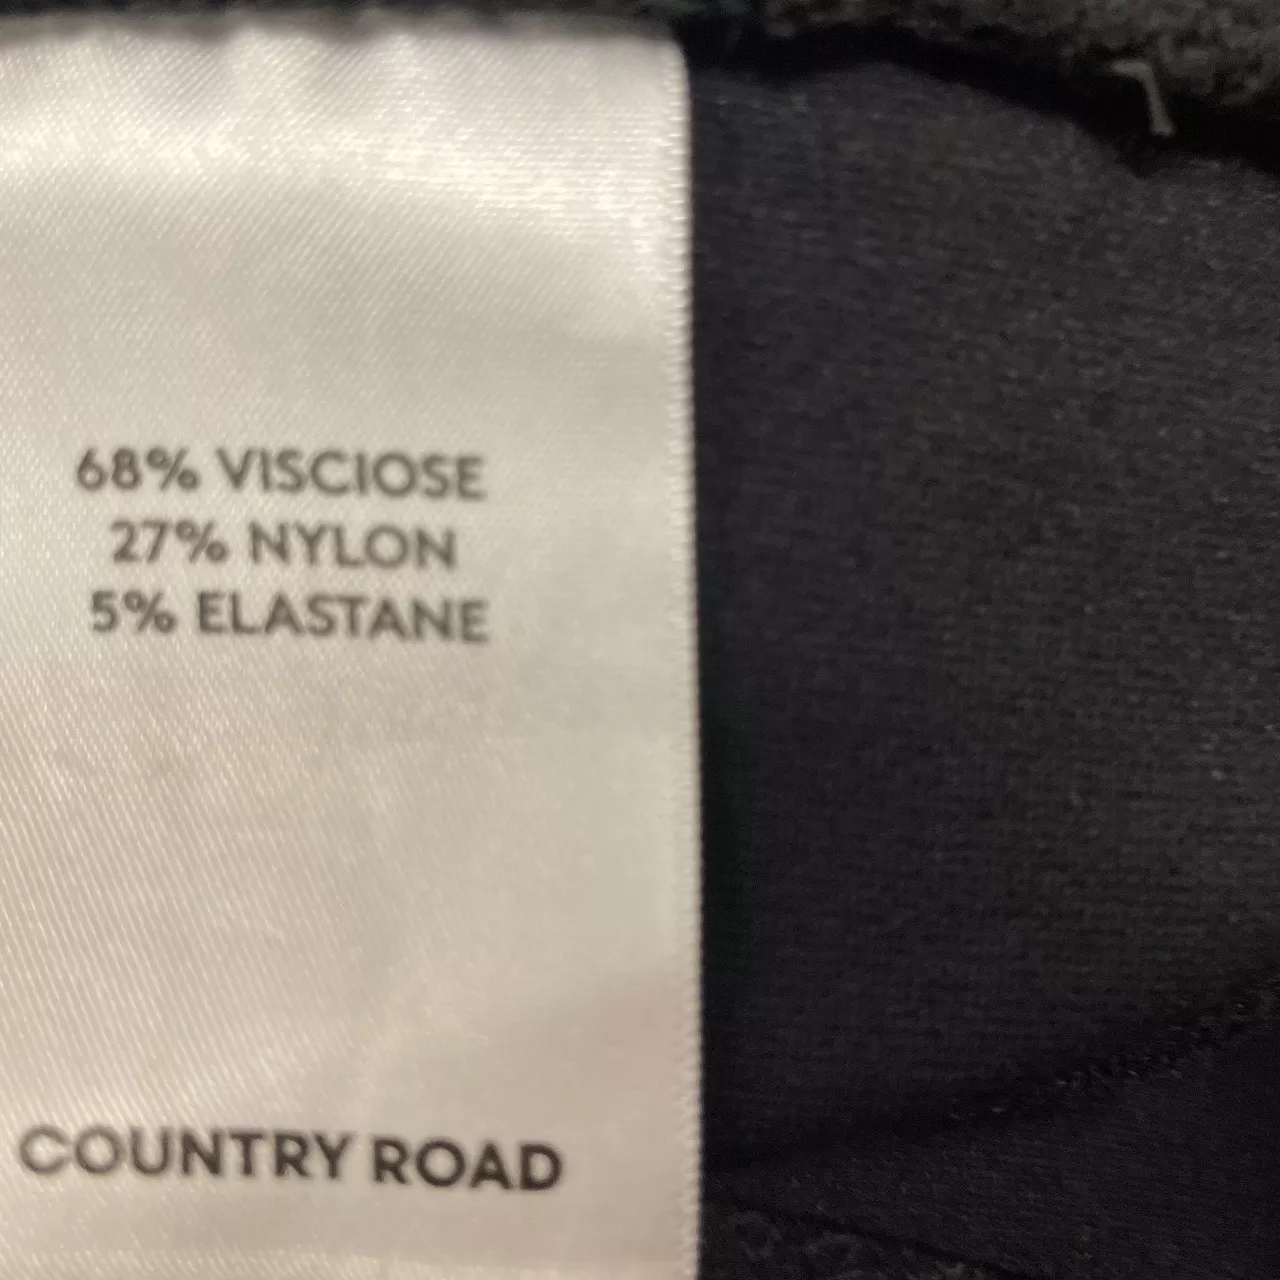 68% VISCIOSE
27% NYLON
5% ELASTANE
COUNTRY ROAD